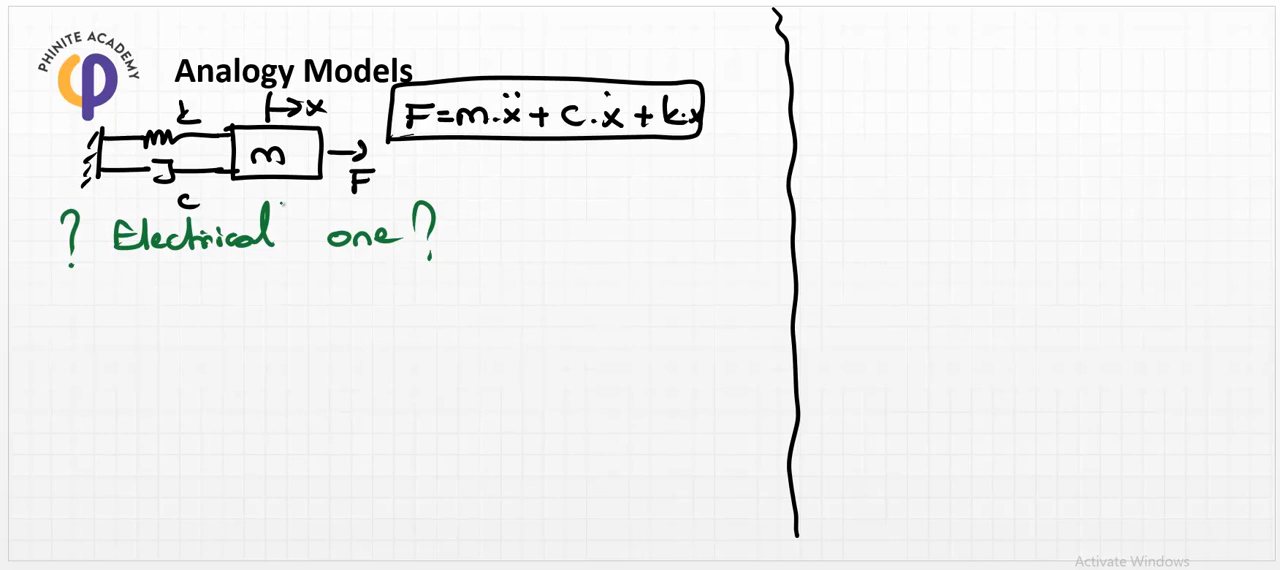 PHINITE ACADEMY
Analogy Models
F=m.ẍ + c.ẋ + k.x
k
x
m
F
c
? Electrical one?
Activate Windows